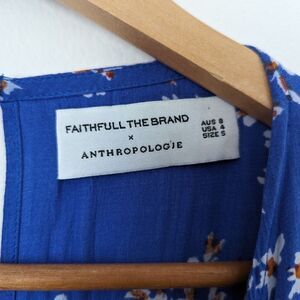 FAITHFULL THE BRAND
x
ANTHROPOLOGIE
AUS 8
USA 4
SIZE S